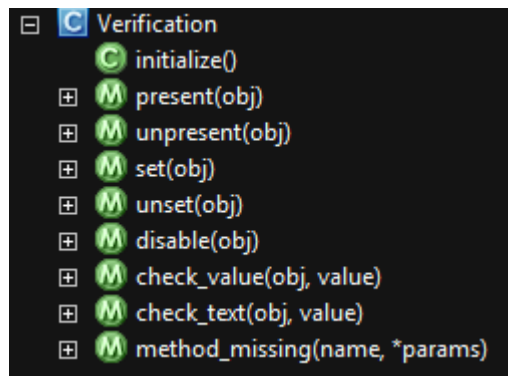 C Verification
C initialize()
M present(obj)
M unpresent(obj)
M set(obj)
M unset(obj)
M disable(obj)
M check_value(obj, value)
M check_text(obj, value)
M method_missing(name, *params)